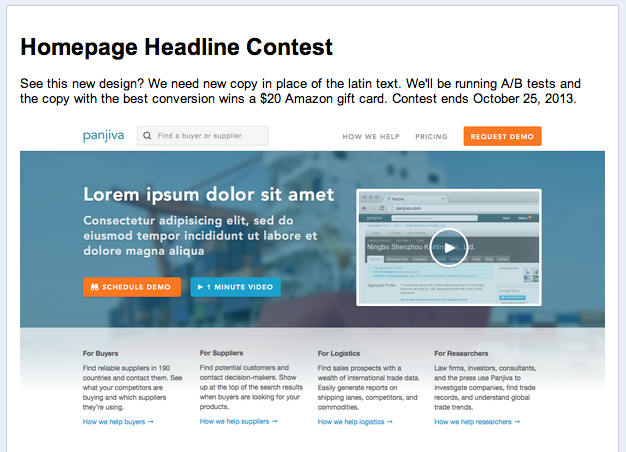 Homepage Headline Contest
See this new design? We need new copy in place of the latin text. We'll be running A/B tests and
the copy with the best conversion wins a $20 Amazon gift card. Contest ends October 25, 2013.
panjiva
Find a buyer or supplier
HOW WE HELP
PRICING
REQUEST DEMO
Lorem ipsum dolor sit amet
Consectetur adipisicing elit, sed do
eiusmod tempor incididunt ut labore et
dolore magna aliqua
SCHEDULE DEMO
1 MINUTE VIDEO
Panjiva
panjiva.com
panjiva
Ningbo Shenzhou Knitting Co., Ltd.
Aggregate Profile
For Buyers
Find reliable suppliers in 190
countries and contact them. See
what your competitors are
buying and which suppliers
they're using.
How we help buyers →
For Suppliers
Find potential customers and
contact decision-makers. Show
up at the top of the search results
when buyers are looking for your
products.
How we help suppliers →
For Logistics
Find sales prospects with a
wealth of international trade data.
Easily generate reports on
shipping lanes, competitors, and
commodities.
How we help logistics →
For Researchers
Law firms, investors, consultants,
and the press use Panjiva to
investigate companies, find trade
records, and understand global
trade trends.
How we help researchers →